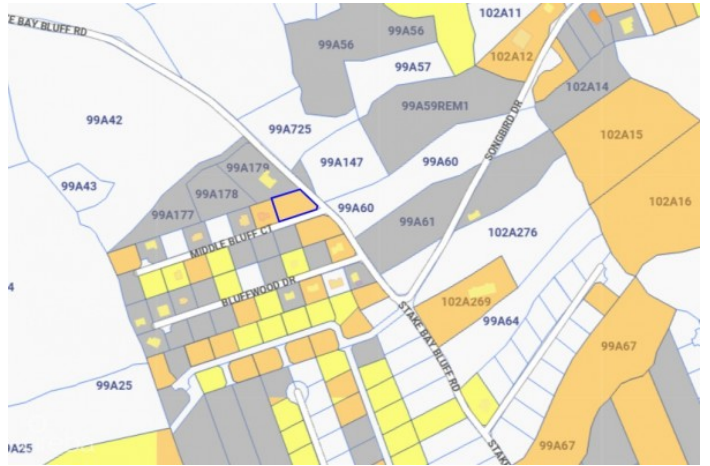 E BAY BLUFF RD
102A11
99A56
99A56
102A12
99A57
99A59REM1
102A14
99A42
99A725
102A15
SONGBIRD DR
99A147
99A60
99A179
99A43
99A178
102A16
99A177
99A60
99A61
102A276
MIDDLE BLUFF CT
4
BLUFFWOOD DR
102A269
STAKE BAY BLUFF RD
99A64
99A67
99A25
A25
99A67
STAK